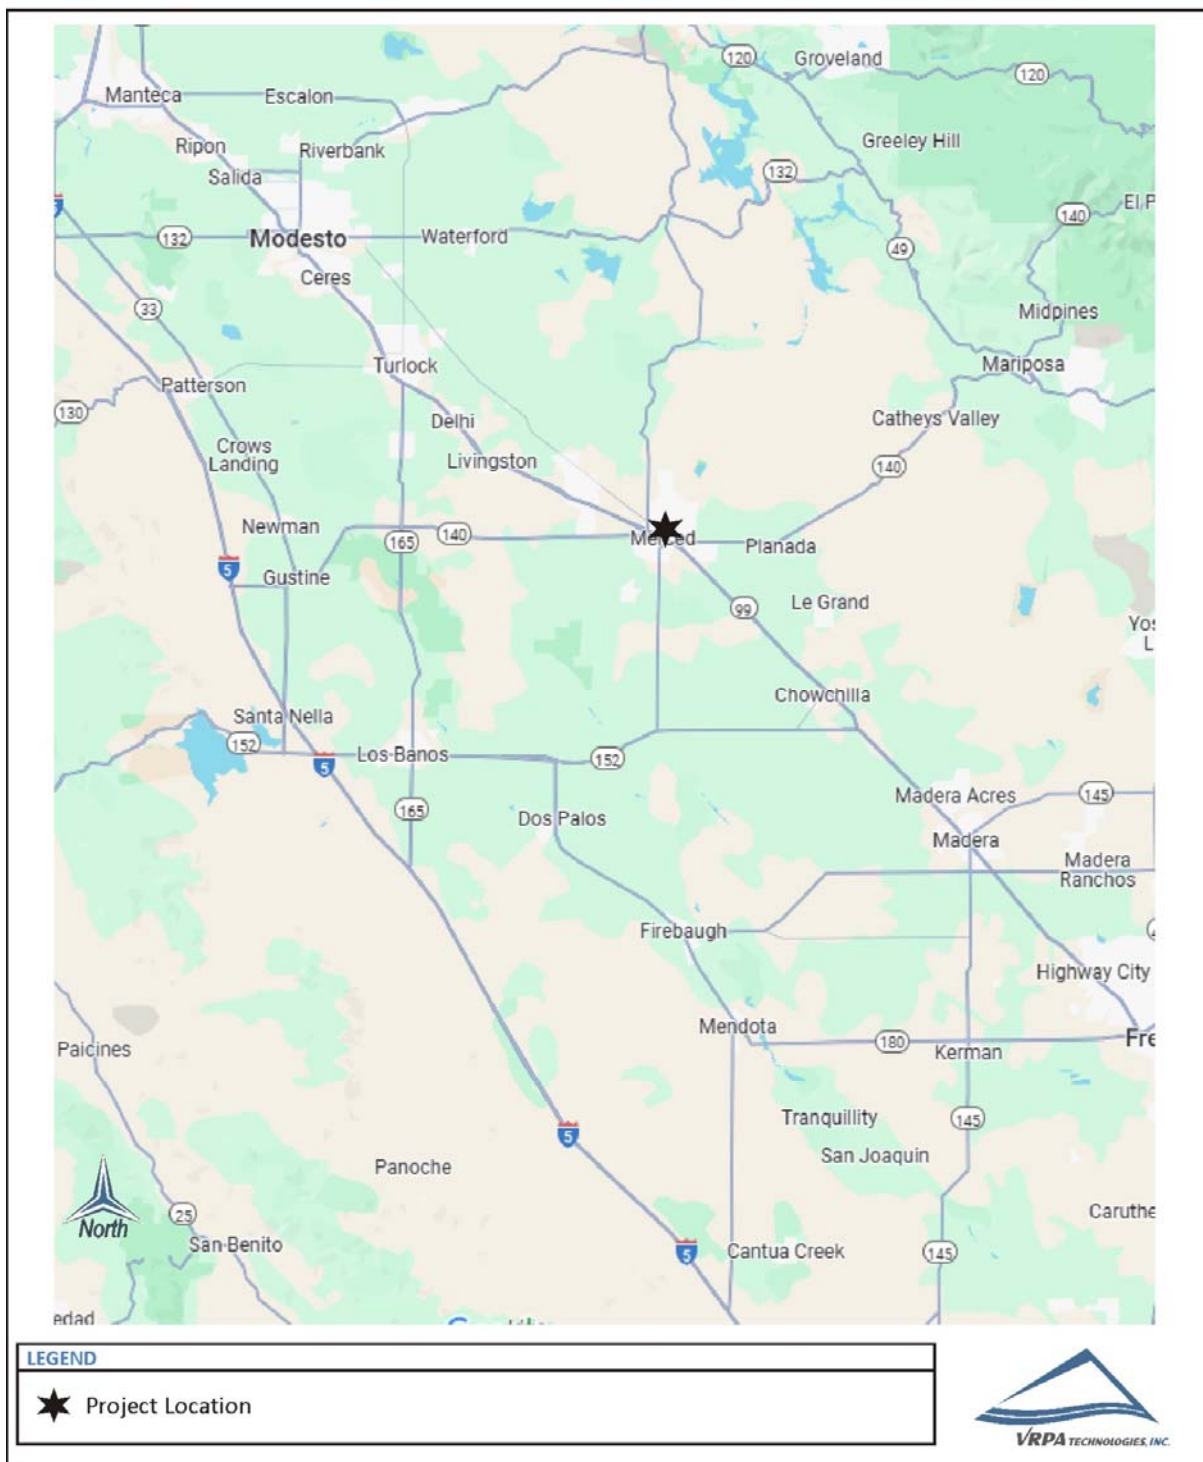 120
Groveland
120
Manteca
Escalon
Ripon
Riverbank
Salida
Greeley Hill
132
El P
140
132
Modesto
Waterford
49
Ceres
33
Midpines
Turlock
Mariposa
Patterson
130
Delhi
Catheys Valley
Crows
Landing
Livingston
140
Newman
165
140
Merced
Planada
5
Gustine
99
Le Grand
Yos
L
Chowchilla
Santa Nella
152
5
Los Banos
152
165
Madera Acres
145
Dos Palos
Madera
Madera
Ranchos
Firebaugh
Highway City
Mendota
180
Kerman
Fre
Paicines
Tranquillity
145
5
San Joaquin
Panoche
North
25
Caruthe
San Benito
5
Cantua Creek
145
edad
LEGEND
Project Location
VRPA TECHNOLOGIES, INC.